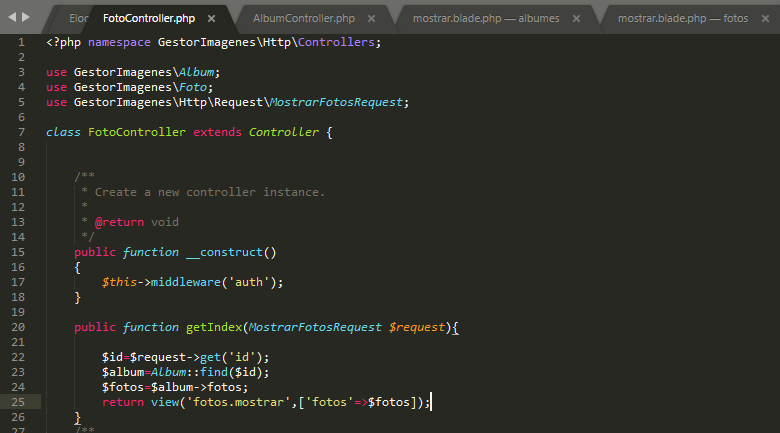 Eloc FotoController.php × AlbumController.php × mostrar.blade.php — albumes × mostrar.blade.php — fotos ×
1 <?php namespace GestorImagenes\Http\Controllers;
2
3 use GestorImagenes\Album;
4 use GestorImagenes\Foto;
5 use GestorImagenes\Http\Request\MostrarFotosRequest;
6
7 class FotoController extends Controller {
8
9
10 /**
11 * Create a new controller instance.
12 *
13 * @return void
14 */
15 public function __construct()
16 {
17 $this->middleware('auth');
18 }
19
20 public function getIndex(MostrarFotosRequest $request){
21
22 $id=$request->get('id');
23 $album=Album::find($id);
24 $fotos=$album->fotos;
25 return view('fotos.mostrar',['fotos'=>$fotos]);
26 }
27 /**